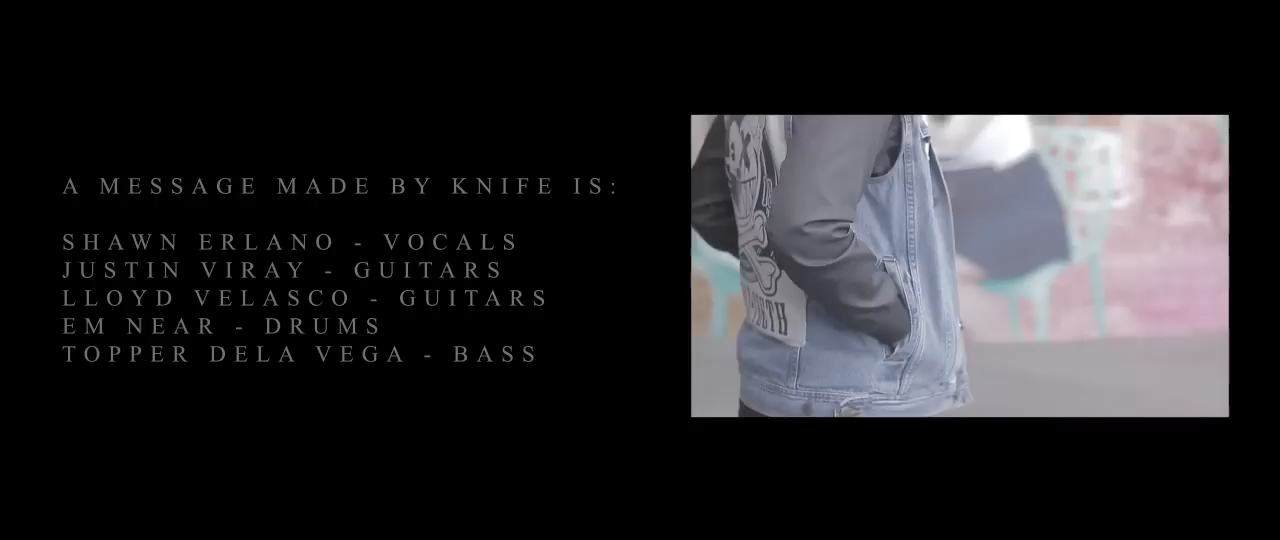 A MESSAGE MADE BY KNIFE IS:
SHAWN ERLANO - VOCALS
JUSTIN VIRAY - GUITARS
LLOYD VELASCO - GUITARS
EM NEAR - DRUMS
TOPPER DELA VEGA - BASS